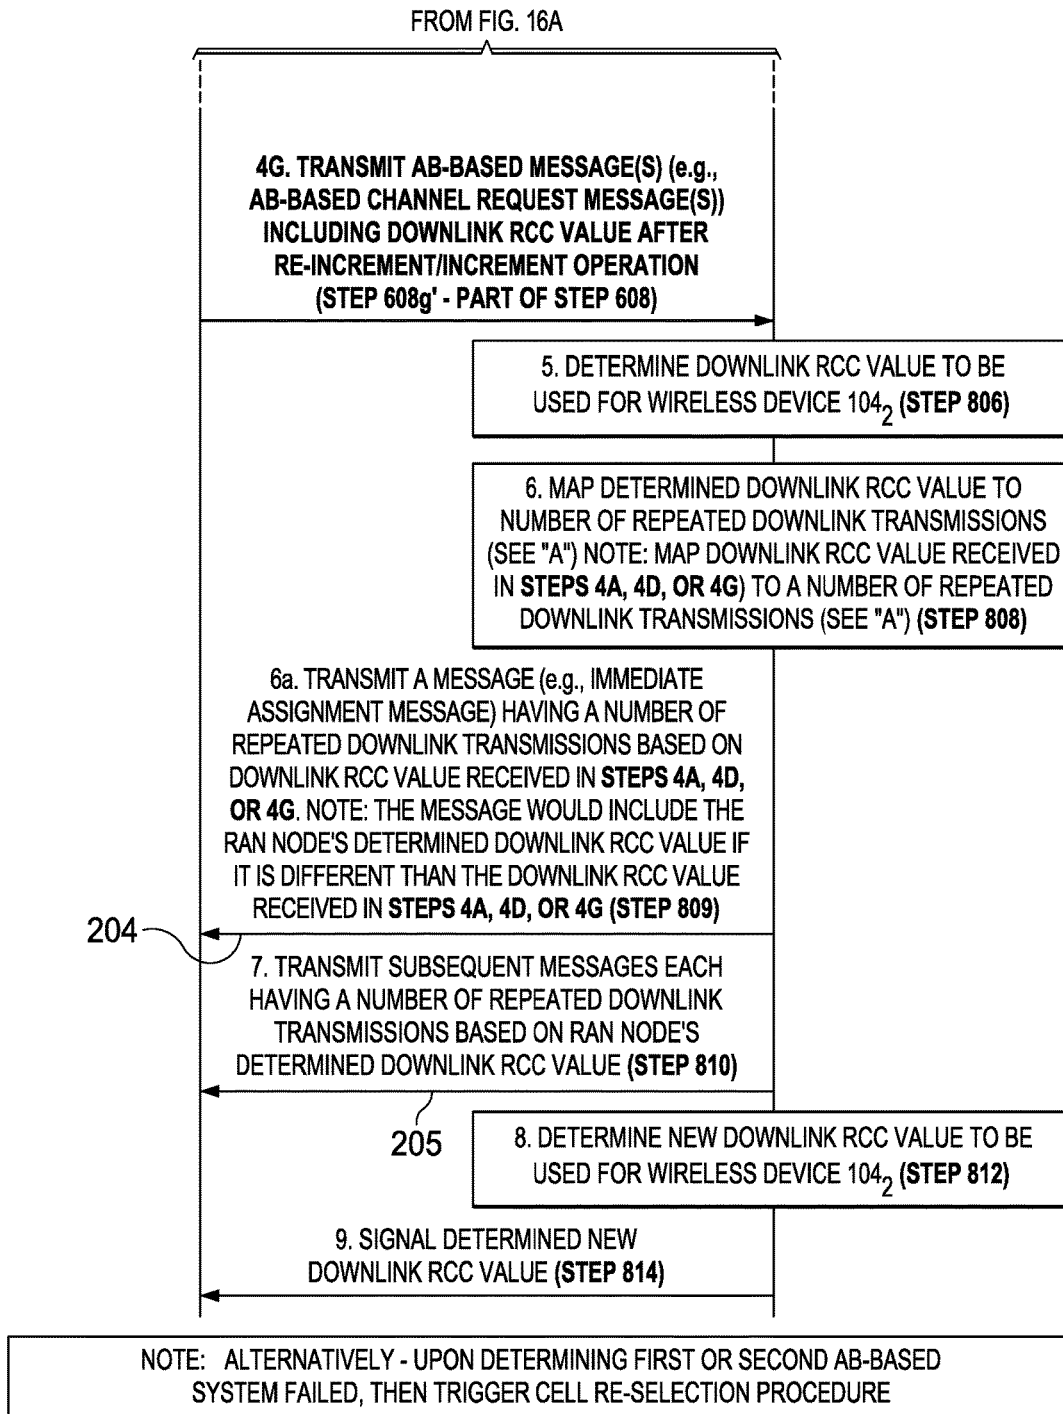 FROM FIG. 16A
4G. TRANSMIT AB-BASED MESSAGE(S) (e.g.,
AB-BASED CHANNEL REQUEST MESSAGE(S))
INCLUDING DOWNLINK RCC VALUE AFTER
RE-INCREMENT/INCREMENT OPERATION
(STEP 608g' - PART OF STEP 608)
5. DETERMINE DOWNLINK RCC VALUE TO BE
USED FOR WIRELESS DEVICE 104₂ (STEP 806)
6. MAP DETERMINED DOWNLINK RCC VALUE TO
NUMBER OF REPEATED DOWNLINK TRANSMISSIONS
(SEE "A") NOTE: MAP DOWNLINK RCC VALUE RECEIVED
IN STEPS 4A, 4D, OR 4G) TO A NUMBER OF REPEATED
DOWNLINK TRANSMISSIONS (SEE "A") (STEP 808)
6a. TRANSMIT A MESSAGE (e.g., IMMEDIATE
ASSIGNMENT MESSAGE) HAVING A NUMBER OF
REPEATED DOWNLINK TRANSMISSIONS BASED ON
DOWNLINK RCC VALUE RECEIVED IN STEPS 4A, 4D,
OR 4G. NOTE: THE MESSAGE WOULD INCLUDE THE
RAN NODE'S DETERMINED DOWNLINK RCC VALUE IF
IT IS DIFFERENT THAN THE DOWNLINK RCC VALUE
RECEIVED IN STEPS 4A, 4D, OR 4G (STEP 809)
204
7. TRANSMIT SUBSEQUENT MESSAGES EACH
HAVING A NUMBER OF REPEATED DOWNLINK
TRANSMISSIONS BASED ON RAN NODE'S
DETERMINED DOWNLINK RCC VALUE (STEP 810)
205
8. DETERMINE NEW DOWNLINK RCC VALUE TO BE
USED FOR WIRELESS DEVICE 104₂ (STEP 812)
9. SIGNAL DETERMINED NEW
DOWNLINK RCC VALUE (STEP 814)
NOTE: ALTERNATIVELY - UPON DETERMINING FIRST OR SECOND AB-BASED
SYSTEM FAILED, THEN TRIGGER CELL RE-SELECTION PROCEDURE